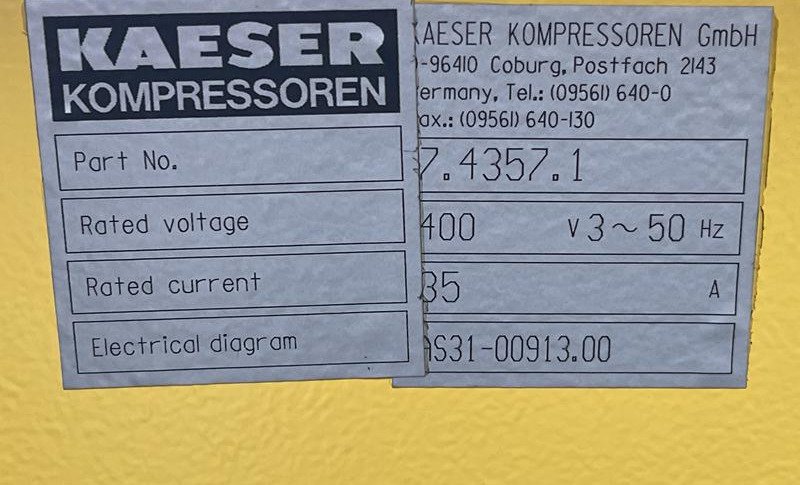 KAESER
KOMPRESSOREN
KAESER KOMPRESSOREN GmbH
-96410 Coburg, Postfach 2143
ermany, Tel.: (09561) 640-0
ax.: (09561) 640-130
Part No. 7.4357.1
Rated voltage 400 V 3~ 50 Hz
Rated current 35 A
Electrical diagram AS31-00913.00